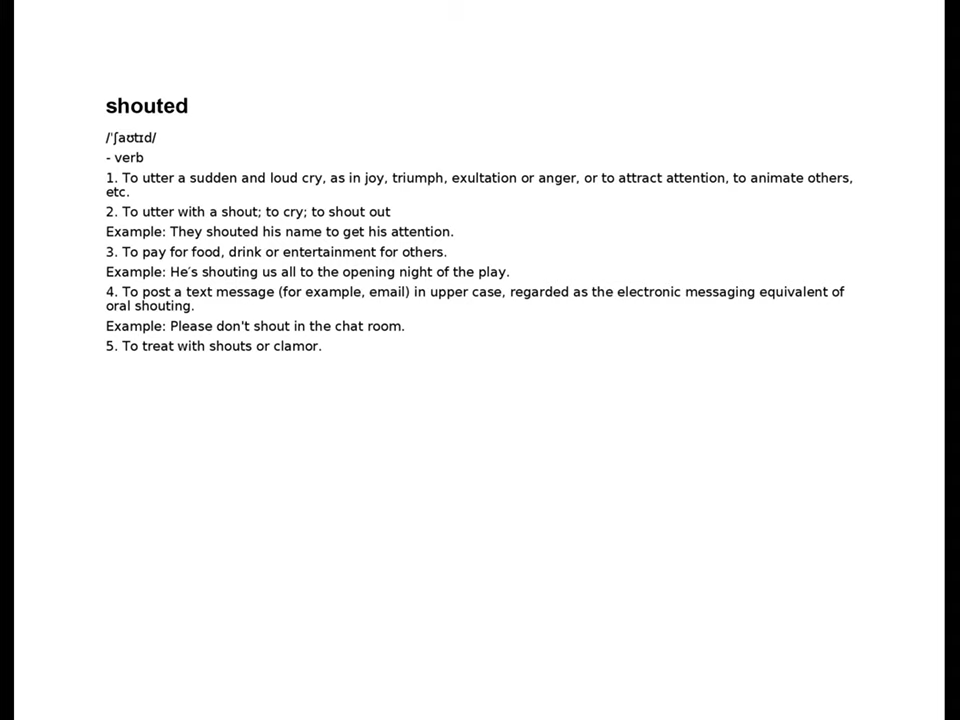 shouted
/ˈʃaʊtɪd/
- verb
1. To utter a sudden and loud cry, as in joy, triumph, exultation or anger, or to attract attention, to animate others,
etc.
2. To utter with a shout; to cry; to shout out
Example: They shouted his name to get his attention.
3. To pay for food, drink or entertainment for others.
Example: He′s shouting us all to the opening night of the play.
4. To post a text message (for example, email) in upper case, regarded as the electronic messaging equivalent of
oral shouting.
Example: Please don't shout in the chat room.
5. To treat with shouts or clamor.